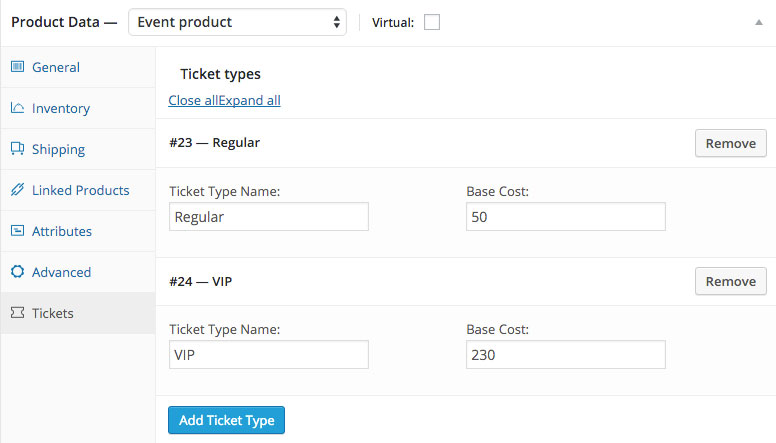 Product Data — Event product Virtual:
General
Inventory
Shipping
Linked Products
Attributes
Advanced
Tickets
Ticket types
Close allExpand all
#23 — Regular Remove
Ticket Type Name: Base Cost:
Regular 50
#24 — VIP Remove
Ticket Type Name: Base Cost:
VIP 230
Add Ticket Type